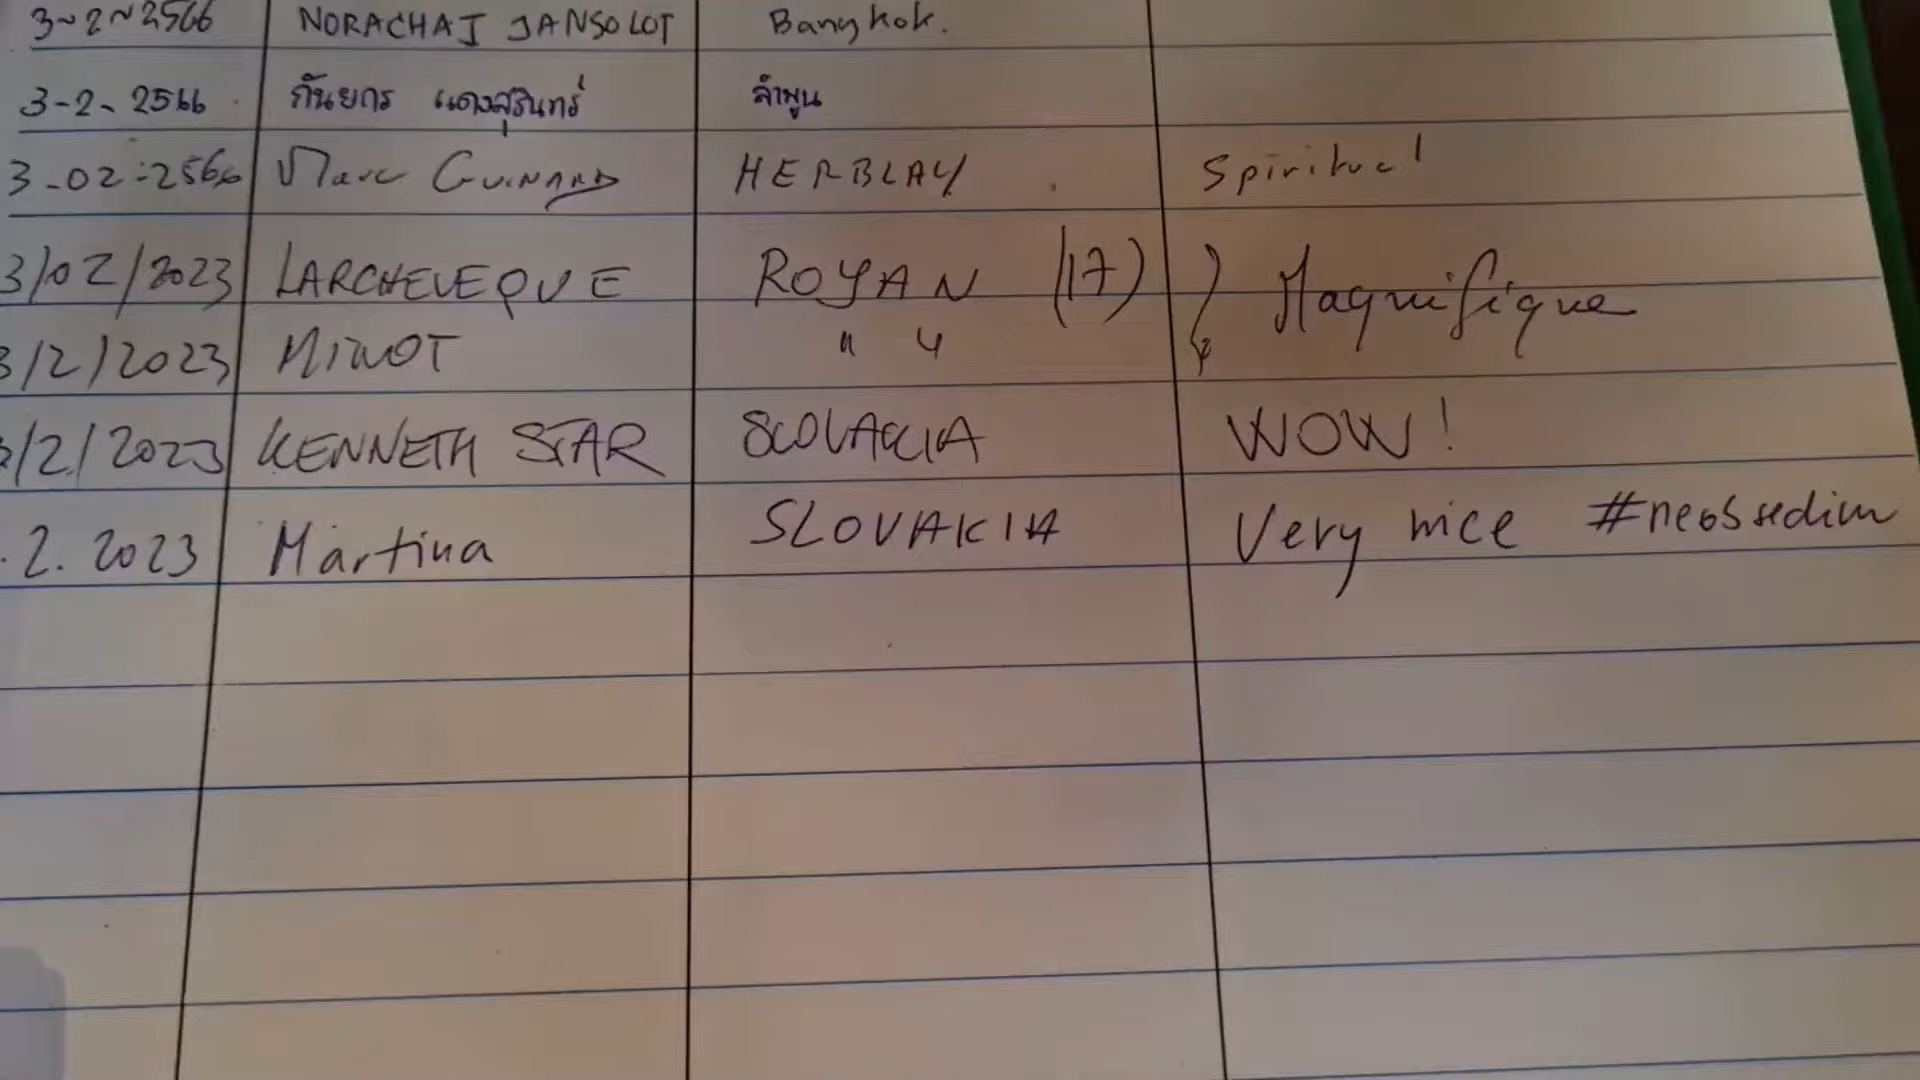 3-2-2566 NORACHAI JANSOLOT Bangkok.
3-2-2566 กันยกร แดงสุรินทร์ ลำพูน
3-02-2566 Marc GUINARD HERBLAY Spirituel
3/02/2023 LARCHEVEQUE ROYAN (17) } Magnifique
3/2/2023 MINOT " "
3/2/2023 KENNETH STAR SLOVAKIA WOW!
.2.2023 Martina SLOVAKIA Very nice #neobsedim